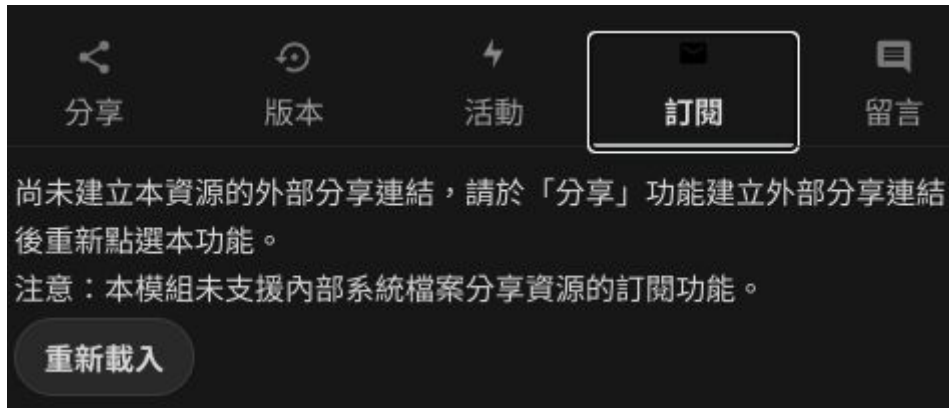 分享
版本
活動
訂閱
留言
尚未建立本資源的外部分享連結，請於「分享」功能建立外部分享連結
後重新點選本功能。
注意：本模組未支援內部系統檔案分享資源的訂閱功能。
重新載入